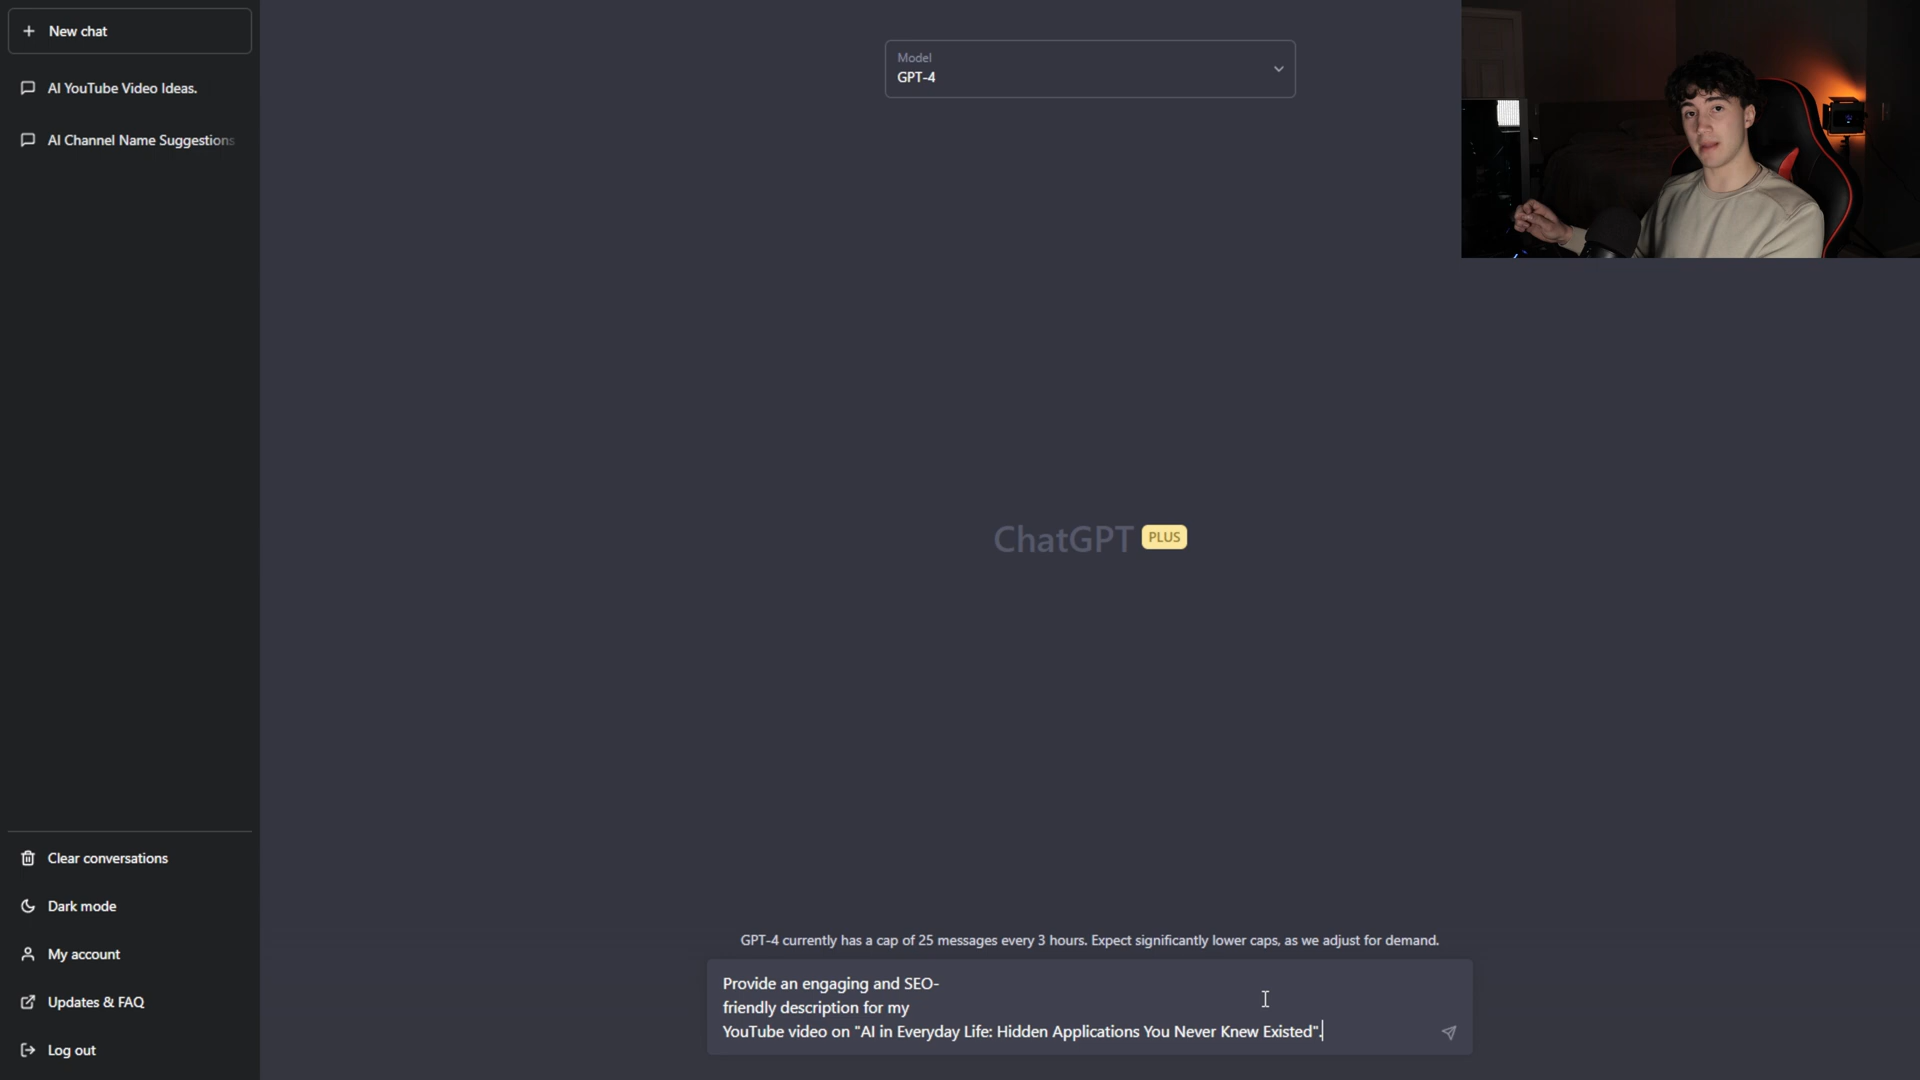 New chat
AI YouTube Video Ideas.
AI Channel Name Suggestions
Clear conversations
Dark mode
My account
Updates & FAQ
Log out
Model
GPT-4
ChatGPT PLUS
GPT-4 currently has a cap of 25 messages every 3 hours. Expect significantly lower caps, as we adjust for demand.
Provide an engaging and SEO-
friendly description for my
YouTube video on "AI in Everyday Life: Hidden Applications You Never Knew Existed".